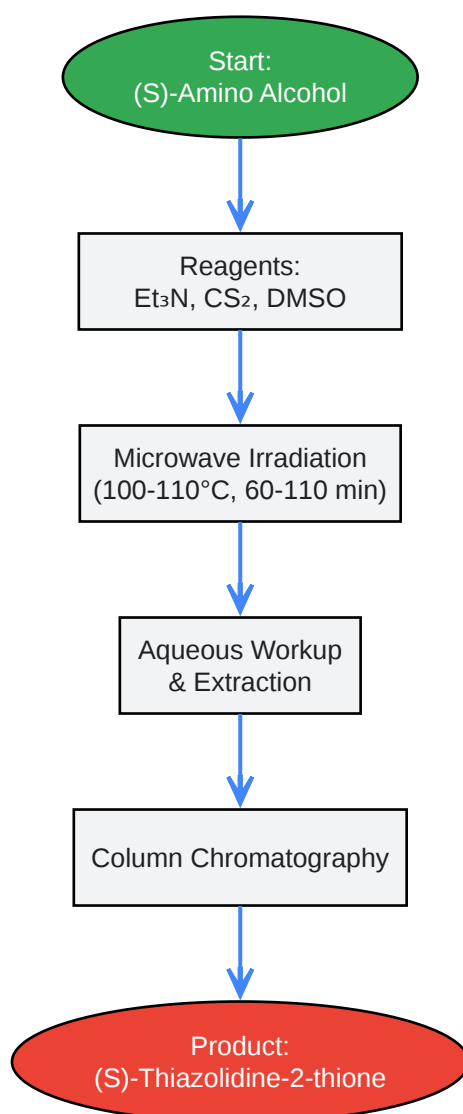 Start:
(S)-Amino Alcohol
Reagents:
Et₃N, CS₂, DMSO
Microwave Irradiation
(100-110°C, 60-110 min)
Aqueous Workup
& Extraction
Column Chromatography
Product:
(S)-Thiazolidine-2-thione